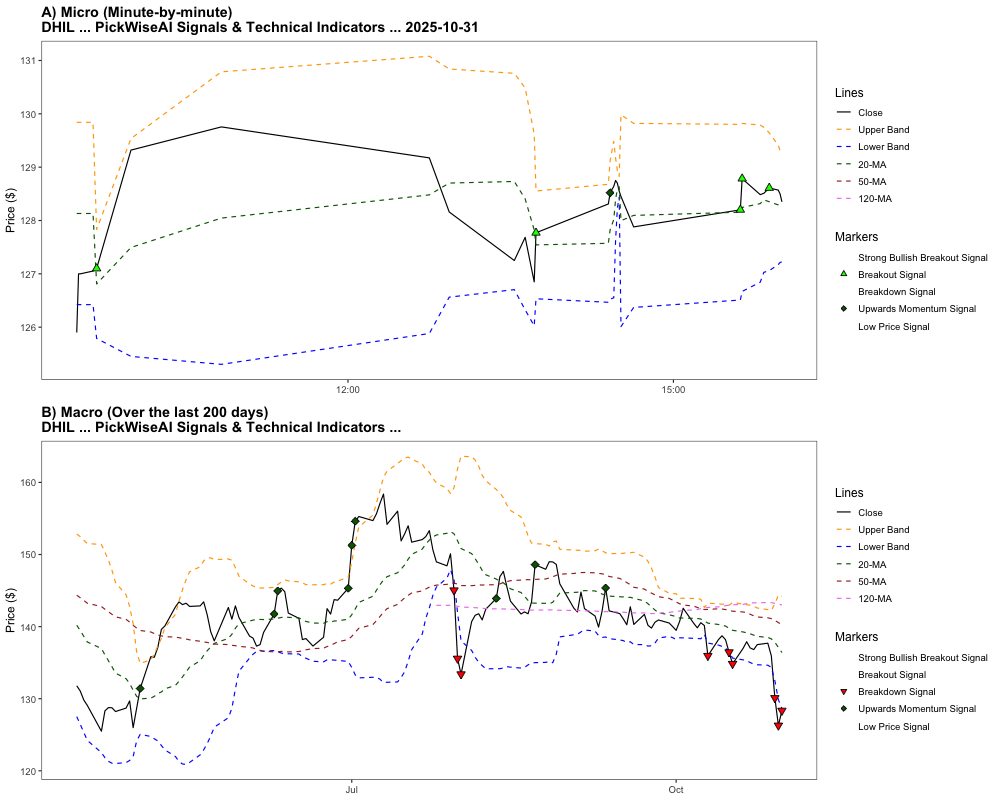 A) Micro (Minute-by-minute)
DHIL ... PickWiseAI Signals & Technical Indicators ... 2025-10-31
131
130
129
128
127
126
Price ($)
12:00
15:00
Lines
Close
Upper Band
Lower Band
20-MA
50-MA
120-MA
Markers
Strong Bullish Breakout Signal
Breakout Signal
Breakdown Signal
Upwards Momentum Signal
Low Price Signal
B) Macro (Over the last 200 days)
DHIL ... PickWiseAI Signals & Technical Indicators ...
160
150
140
130
120
Price ($)
Jul
Oct
Lines
Close
Upper Band
Lower Band
20-MA
50-MA
120-MA
Markers
Strong Bullish Breakout Signal
Breakout Signal
Breakdown Signal
Upwards Momentum Signal
Low Price Signal